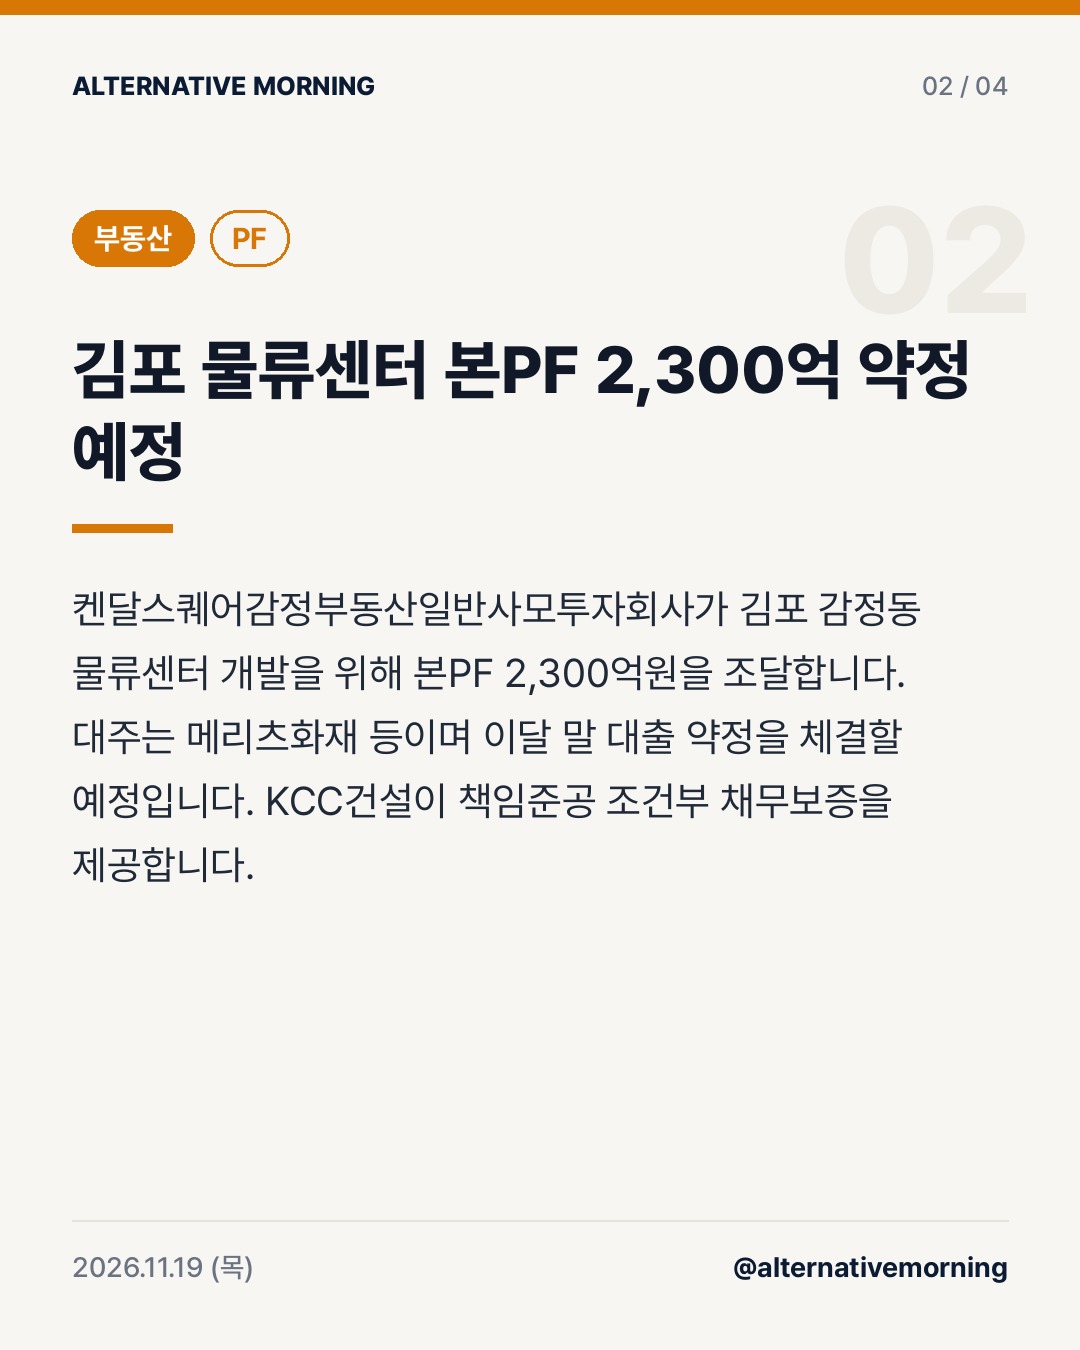 ALTERNATIVE MORNING
02 / 04
부동산
PF
02
김포 물류센터 본PF 2,300억 약정
예정
켄달스퀘어감정부동산일반사모투자회사가 김포 감정동
물류센터 개발을 위해 본PF 2,300억원을 조달합니다.
대주는 메리츠화재 등이며 이달 말 대출 약정을 체결할
예정입니다. KCC건설이 책임준공 조건부 채무보증을
제공합니다.
2026.11.19 (목)
@alternativemorning